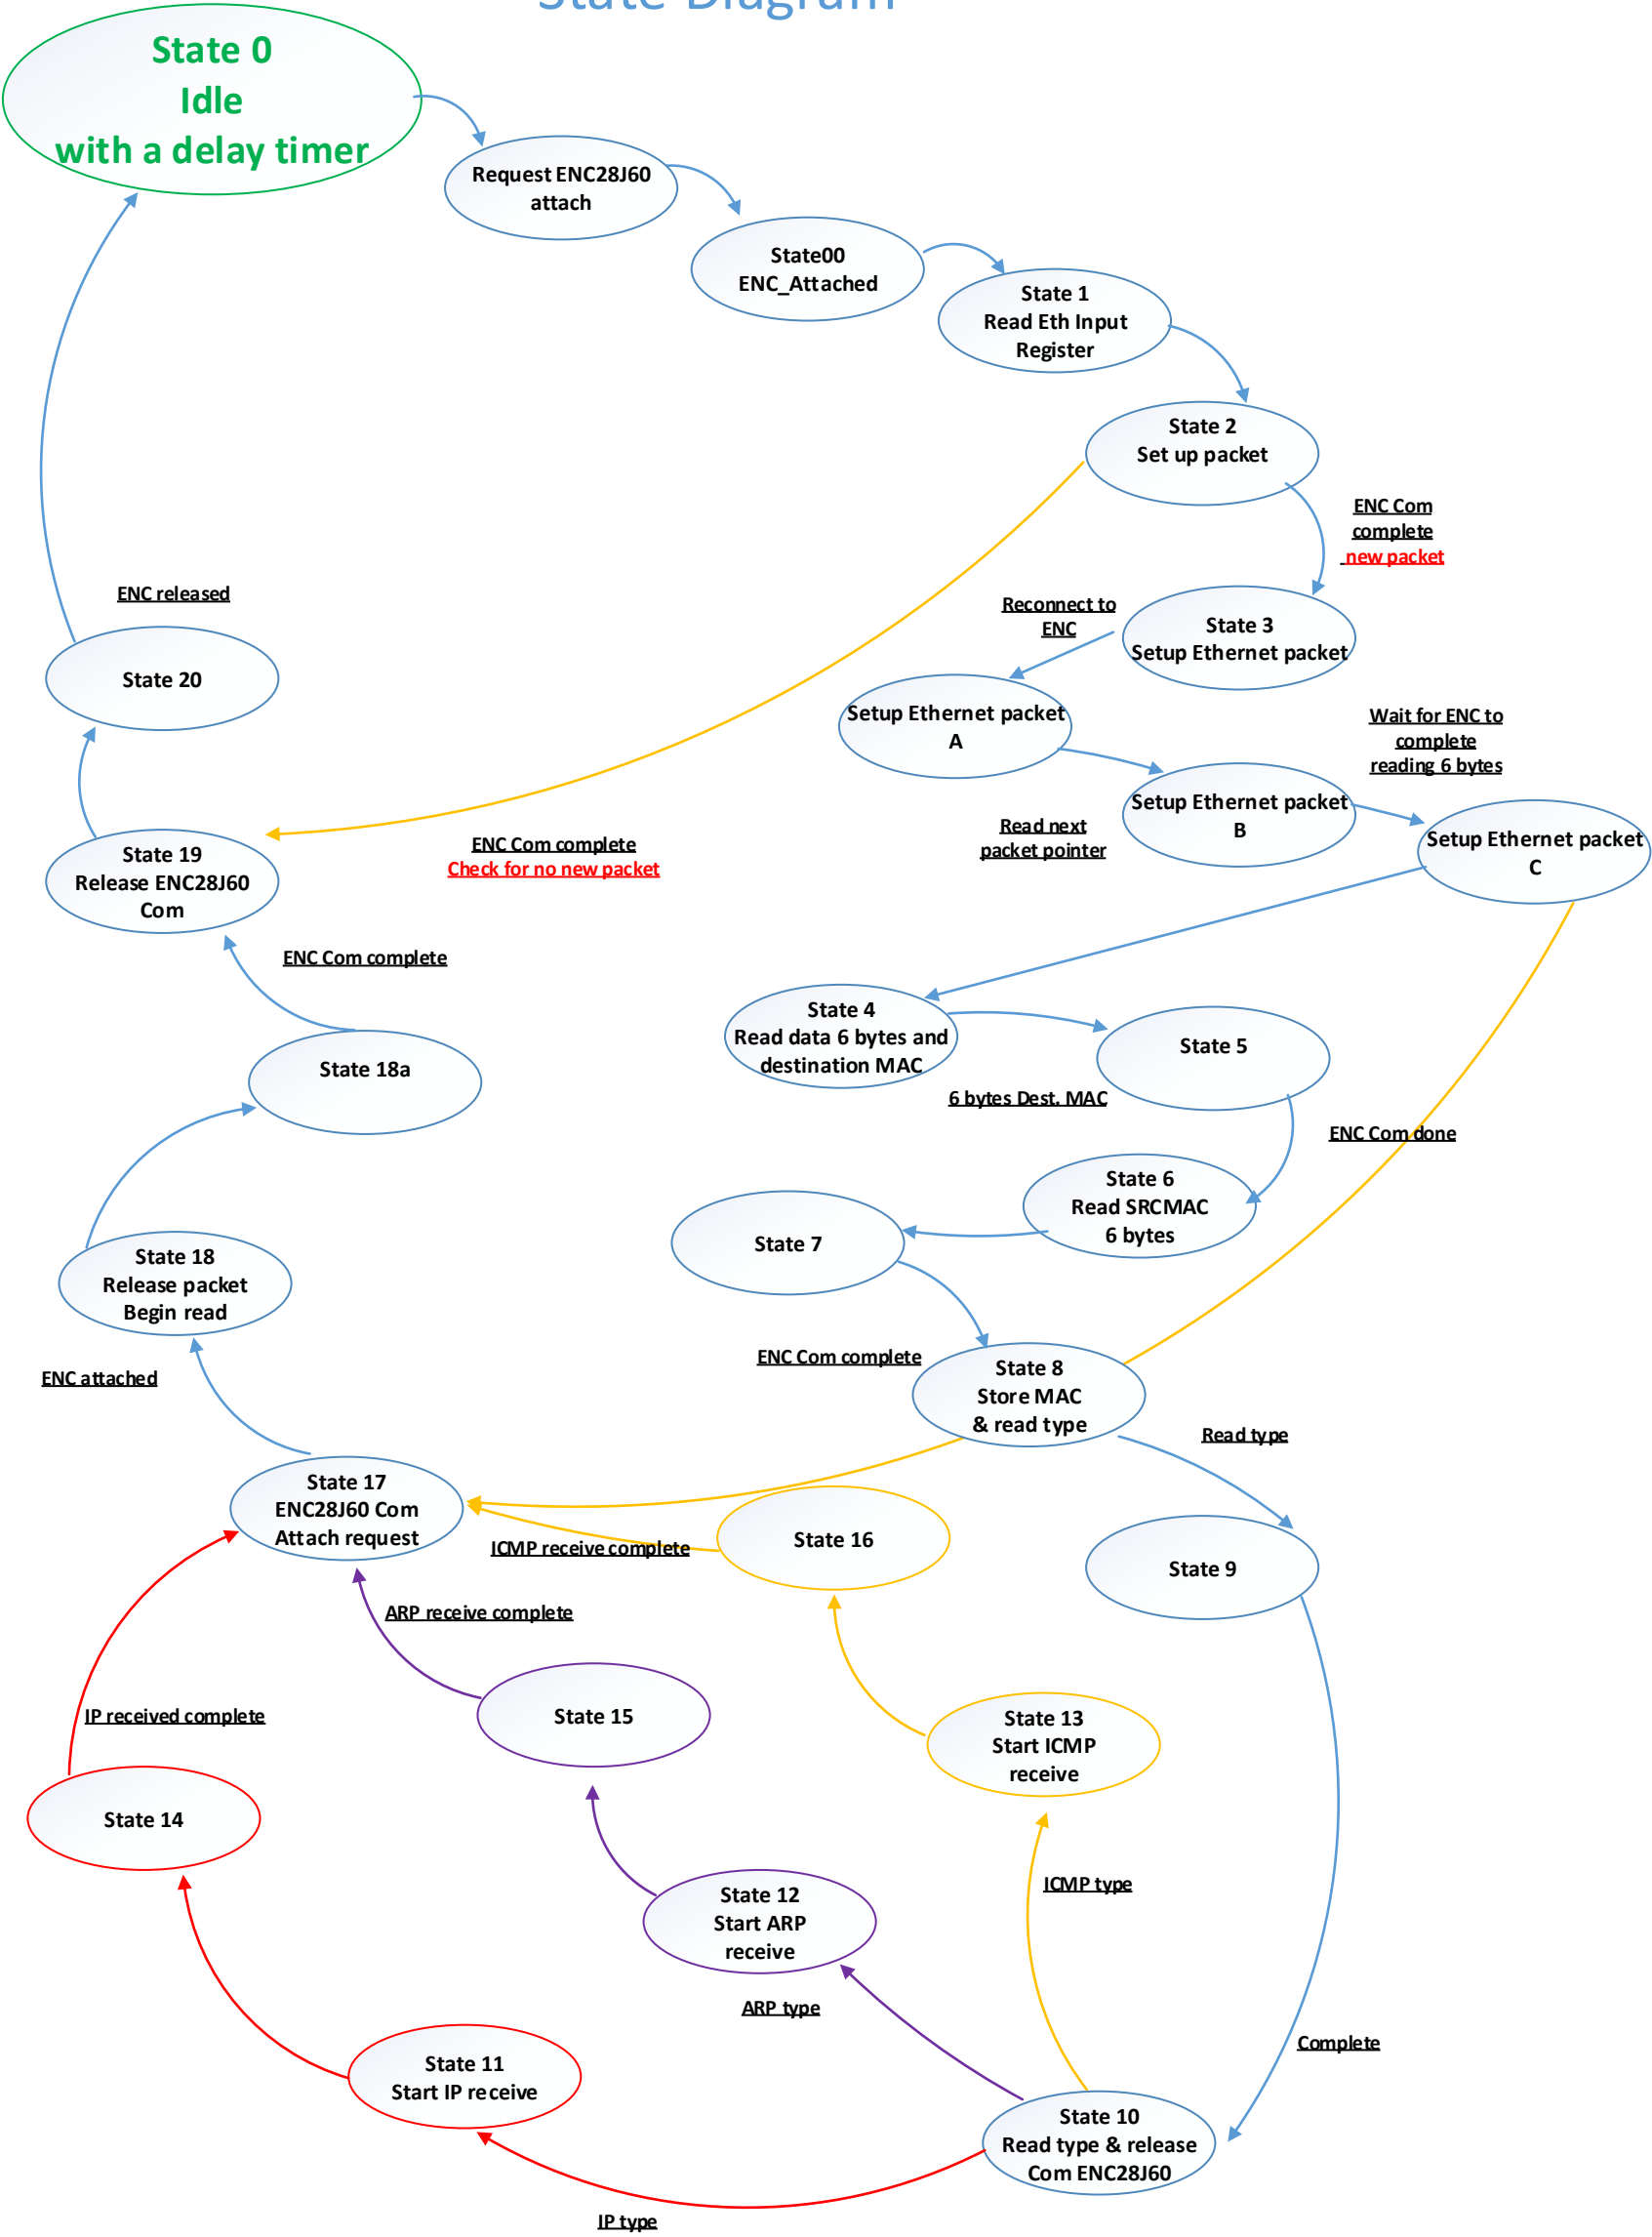 State Diagram
State 0
Idle
with a delay timer
Request ENC28J60
attach
State00
ENC_Attached
State 1
Read Eth Input
Register
State 2
Set up packet
ENC Com
complete
new packet
ENC released
Reconnect to
ENC
State 3
Setup Ethernet packet
State 20
Setup Ethernet packet
A
Wait for ENC to
complete
reading 6 bytes
Setup Ethernet packet
B
Read next
packet pointer
Setup Ethernet packet
C
ENC Com complete
Check for no new packet
State 19
Release ENC28J60
Com
ENC Com complete
State 4
Read data 6 bytes and
destination MAC
State 5
State 18a
6 bytes Dest. MAC
ENC Com done
State 6
Read SRCMAC
6 bytes
State 7
State 18
Release packet
Begin read
ENC Com complete
ENC attached
State 8
Store MAC
& read type
Read type
State 17
ENC28J60 Com
Attach request
ICMP receive complete
State 16
State 9
ARP receive complete
IP received complete
State 15
State 13
Start ICMP
receive
State 14
ICMP type
State 12
Start ARP
receive
ARP type
Complete
State 11
Start IP receive
State 10
Read type & release
Com ENC28J60
IP type